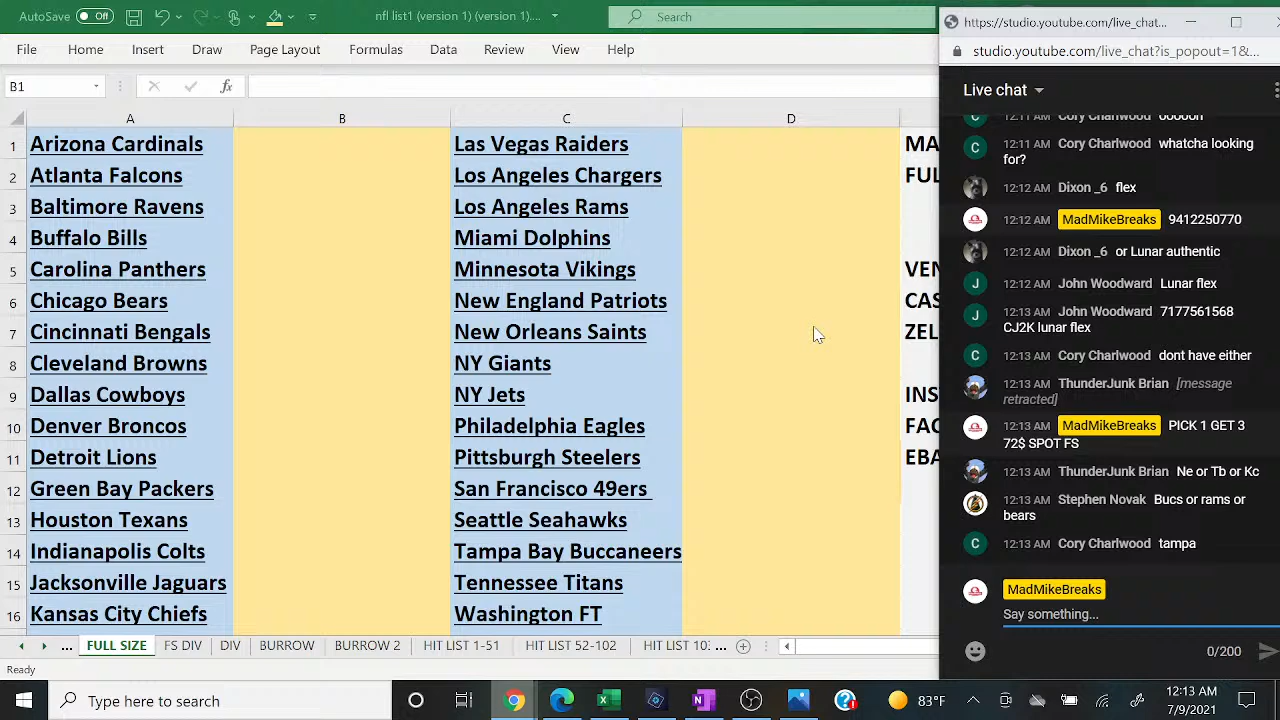 AutoSave Off nfl list1 (version 1) (version 1).... Search
https://studio.youtube.com/live_chat...
File Home Insert Draw Page Layout Formulas Data Review View Help
studio.youtube.com/live_chat?is_popout=1&...
B1 fx
Live chat
A B C D
1 Arizona Cardinals Las Vegas Raiders MA
2 Atlanta Falcons Los Angeles Chargers FUL
3 Baltimore Ravens Los Angeles Rams
4 Buffalo Bills Miami Dolphins
5 Carolina Panthers Minnesota Vikings VEN
6 Chicago Bears New England Patriots CAS
7 Cincinnati Bengals New Orleans Saints ZEL
8 Cleveland Browns NY Giants
9 Dallas Cowboys NY Jets INS
10 Denver Broncos Philadelphia Eagles FAC
11 Detroit Lions Pittsburgh Steelers EBA
12 Green Bay Packers San Francisco 49ers
13 Houston Texans Seattle Seahawks
14 Indianapolis Colts Tampa Bay Buccaneers
15 Jacksonville Jaguars Tennessee Titans
16 Kansas City Chiefs Washington FT
... FULL SIZE FS DIV DIV BURROW BURROW 2 HIT LIST 1-51 HIT LIST 52-102 HIT LIST 10: ...
Ready
C 12:11 AM Cory Charlwood ooooon
C 12:11 AM Cory Charlwood whatcha looking
for?
12:12 AM Dixon _6 flex
12:12 AM MadMikeBreaks 9412250770
12:12 AM Dixon _6 or Lunar authentic
J 12:12 AM John Woodward Lunar flex
J 12:13 AM John Woodward 7177561568
CJ2K lunar flex
C 12:13 AM Cory Charlwood dont have either
12:13 AM ThunderJunk Brian [message
retracted]
12:13 AM MadMikeBreaks PICK 1 GET 3
72$ SPOT FS
12:13 AM ThunderJunk Brian Ne or Tb or Kc
12:13 AM Stephen Novak Bucs or rams or
bears
C 12:13 AM Cory Charlwood tampa
MadMikeBreaks
Say something...
0/200
Type here to search
83°F
12:13 AM
7/9/2021